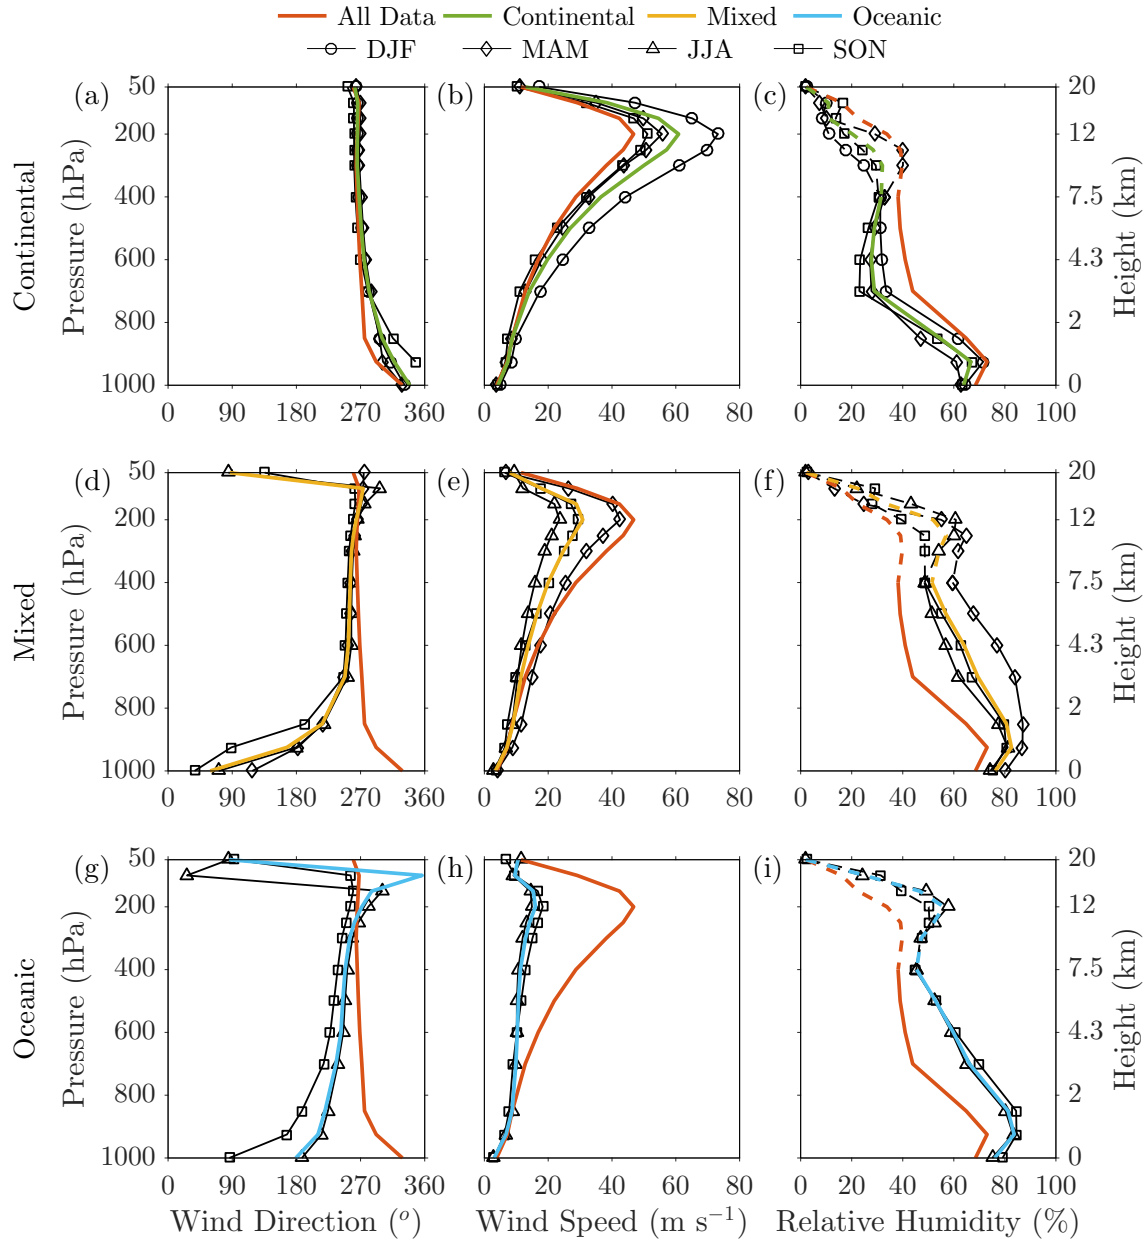 All Data Continental Mixed Oceanic
DJF MAM JJA SON
(a) (b) (c)
Continental
Pressure (hPa)
50
200
400
600
800
1000
0 90 180 270 360
0 20 40 60 80
0 20 40 60 80 100
20
12
7.5
4.3
2
0
Height (km)
(d) (e) (f)
Mixed
Pressure (hPa)
50
200
400
600
800
1000
0 90 180 270 360
0 20 40 60 80
0 20 40 60 80 100
20
12
7.5
4.3
2
0
Height (km)
(g) (h) (i)
Oceanic
Pressure (hPa)
50
200
400
600
800
1000
0 90 180 270 360
0 20 40 60 80
0 20 40 60 80 100
20
12
7.5
4.3
2
0
Height (km)
Wind Direction (º) Wind Speed (m s⁻¹) Relative Humidity (%)